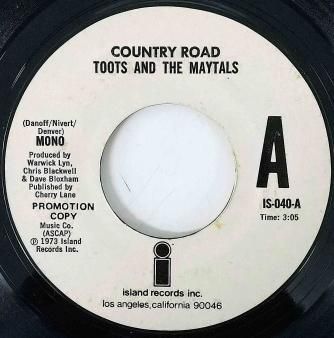 COUNTRY ROAD
TOOTS AND THE MAYTALS
(Danoff/Nivert/
Denver)
MONO
Produced by
Warwick Lyn,
Chris Blackwell
& Dave Bloxham
Published by
Cherry Lane
PROMOTION
COPY
Music Co.
(ASCAP)
℗ 1973 Island
Records Inc.
A
IS-040-A
Time: 3:05
i
island records inc.
los angeles, california 90046